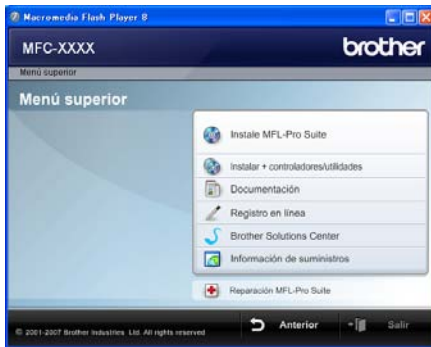 Macromedia Flash Player 8
MFC-XXXX
brother
Menú superior
Menú superior
Instale MFL-Pro Suite
Instalar + controladores/utilidades
Documentación
Registro en línea
Brother Solutions Center
Información de suministros
Reparación MFL-Pro Suite
© 2001-2007 Brother Industries Ltd. All rights reserved
Anterior
Salir